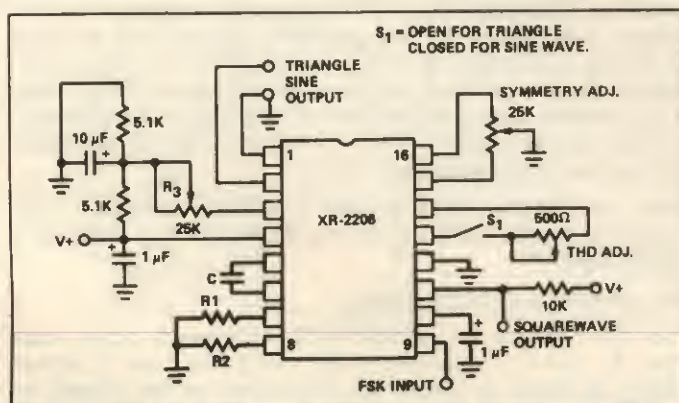 S1 = OPEN FOR TRIANGLE
CLOSED FOR SINE WAVE.
TRIANGLE
SINE
OUTPUT
SYMMETRY ADJ.
25K
5.1K
10 μF
+
1
16
R3
5.1K
25K
XR-2206
S1
500Ω
THD ADJ.
V+
+
1 μF
C
10K
V+
R1
SQUAREWAVE
OUTPUT
+
1 μF
8
9
R2
FSK INPUT